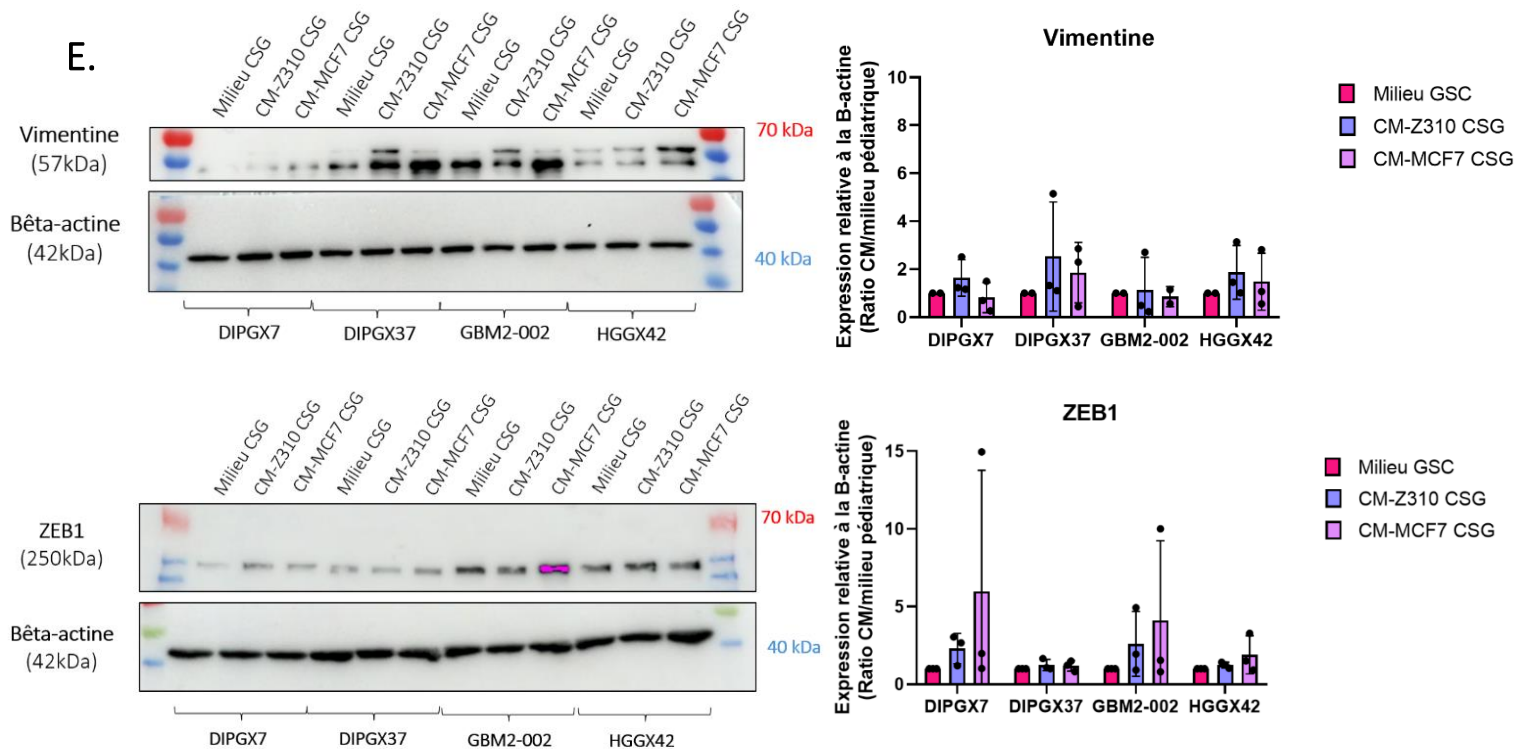 E.
Milieu CSG
CM-Z310 CSG
CM-MCF7 CSG
Milieu CSG
CM-Z310 CSG
CM-MCF7 CSG
Milieu CSG
CM-Z310 CSG
CM-MCF7 CSG
Milieu CSG
CM-Z310 CSG
CM-MCF7 CSG
Vimentine
(57kDa)
70 kDa
Bêta-actine
(42kDa)
40 kDa
DIPGX7
DIPGX37
GBM2-002
HGGX42
Vimentine
Expression relative à la B-actine
(Ratio CM/milieu pédiatrique)
10
8
6
4
2
0
DIPGX7
DIPGX37
GBM2-002
HGGX42
Milieu GSC
CM-Z310 CSG
CM-MCF7 CSG
Milieu CSG
CM-Z310 CSG
CM-MCF7 CSG
Milieu CSG
CM-Z310 CSG
CM-MCF7 CSG
Milieu CSG
CM-Z310 CSG
CM-MCF7 CSG
Milieu CSG
CM-Z310 CSG
CM-MCF7 CSG
ZEB1
(250kDa)
70 kDa
Bêta-actine
(42kDa)
40 kDa
DIPGX7
DIPGX37
GBM2-002
HGGX42
ZEB1
Expression relative à la B-actine
(Ratio CM/milieu pédiatrique)
15
10
5
0
DIPGX7
DIPGX37
GBM2-002
HGGX42
Milieu GSC
CM-Z310 CSG
CM-MCF7 CSG